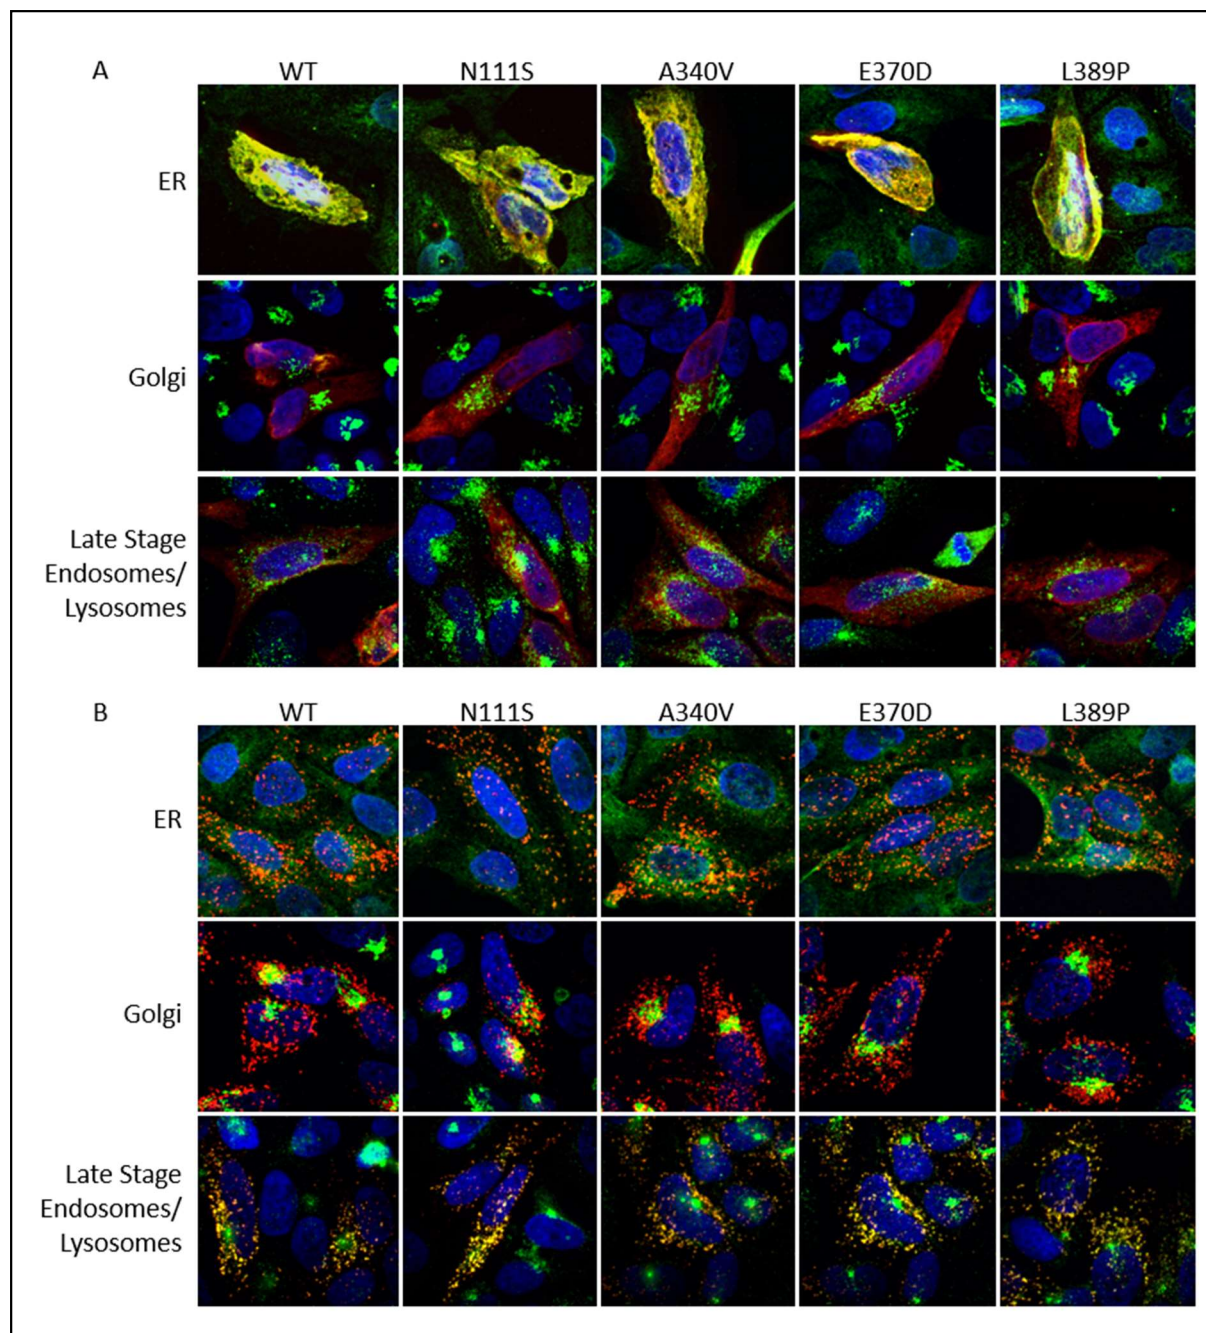 A
WT N111S A340V E370D L389P
ER
Golgi
Late Stage
Endosomes/
Lysosomes
B
WT N111S A340V E370D L389P
ER
Golgi
Late Stage
Endosomes/
Lysosomes